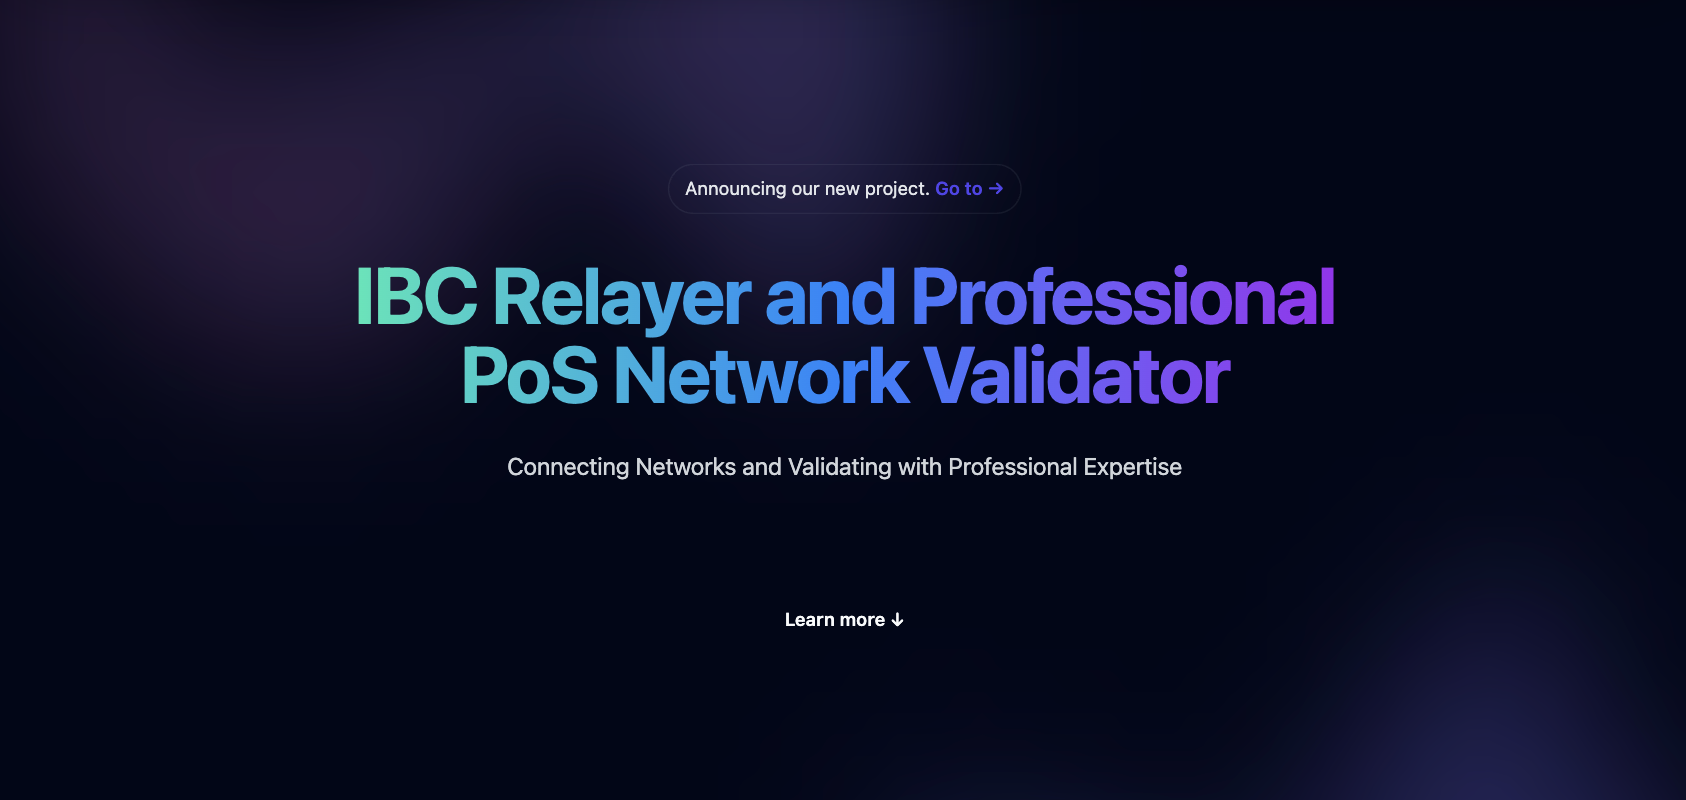 Announcing our new project. Go to →
IBC Relayer and Professional
PoS Network Validator
Connecting Networks and Validating with Professional Expertise
Learn more ↓